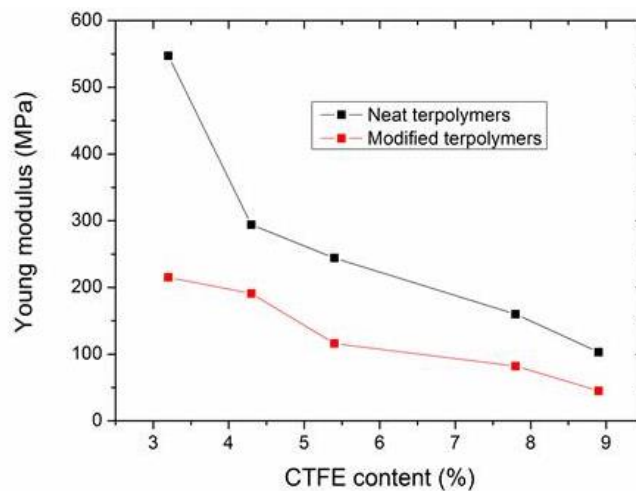 600
500
400
300
200
100
0
Young modulus (MPa)
Neat terpolymers
Modified terpolymers
3 4 5 6 7 8 9
CTFE content (%)